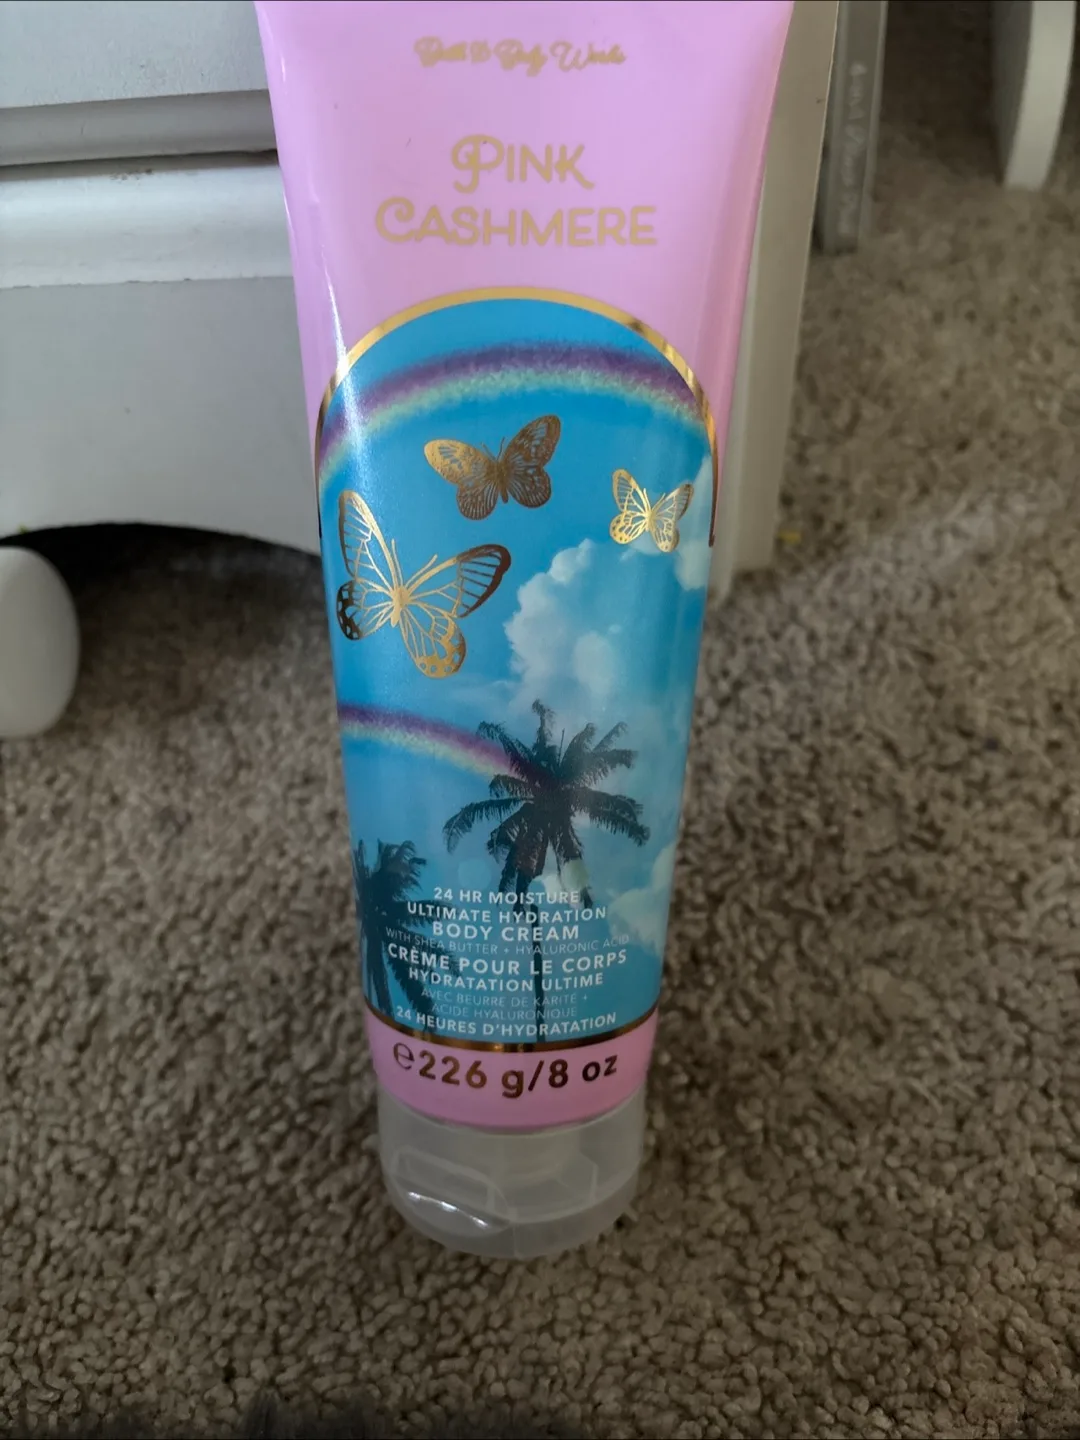 Bath & Body Works
PINK
CASHMERE
24 HR MOISTURE
ULTIMATE HYDRATION
BODY CREAM
WITH SHEA BUTTER + HYALURONIC ACID
CRÈME POUR LE CORPS
HYDRATATION ULTIME
AVEC BEURRE DE KARITÉ +
ACIDE HYALURONIQUE
24 HEURES D'HYDRATATION
℮226 g/8 oz